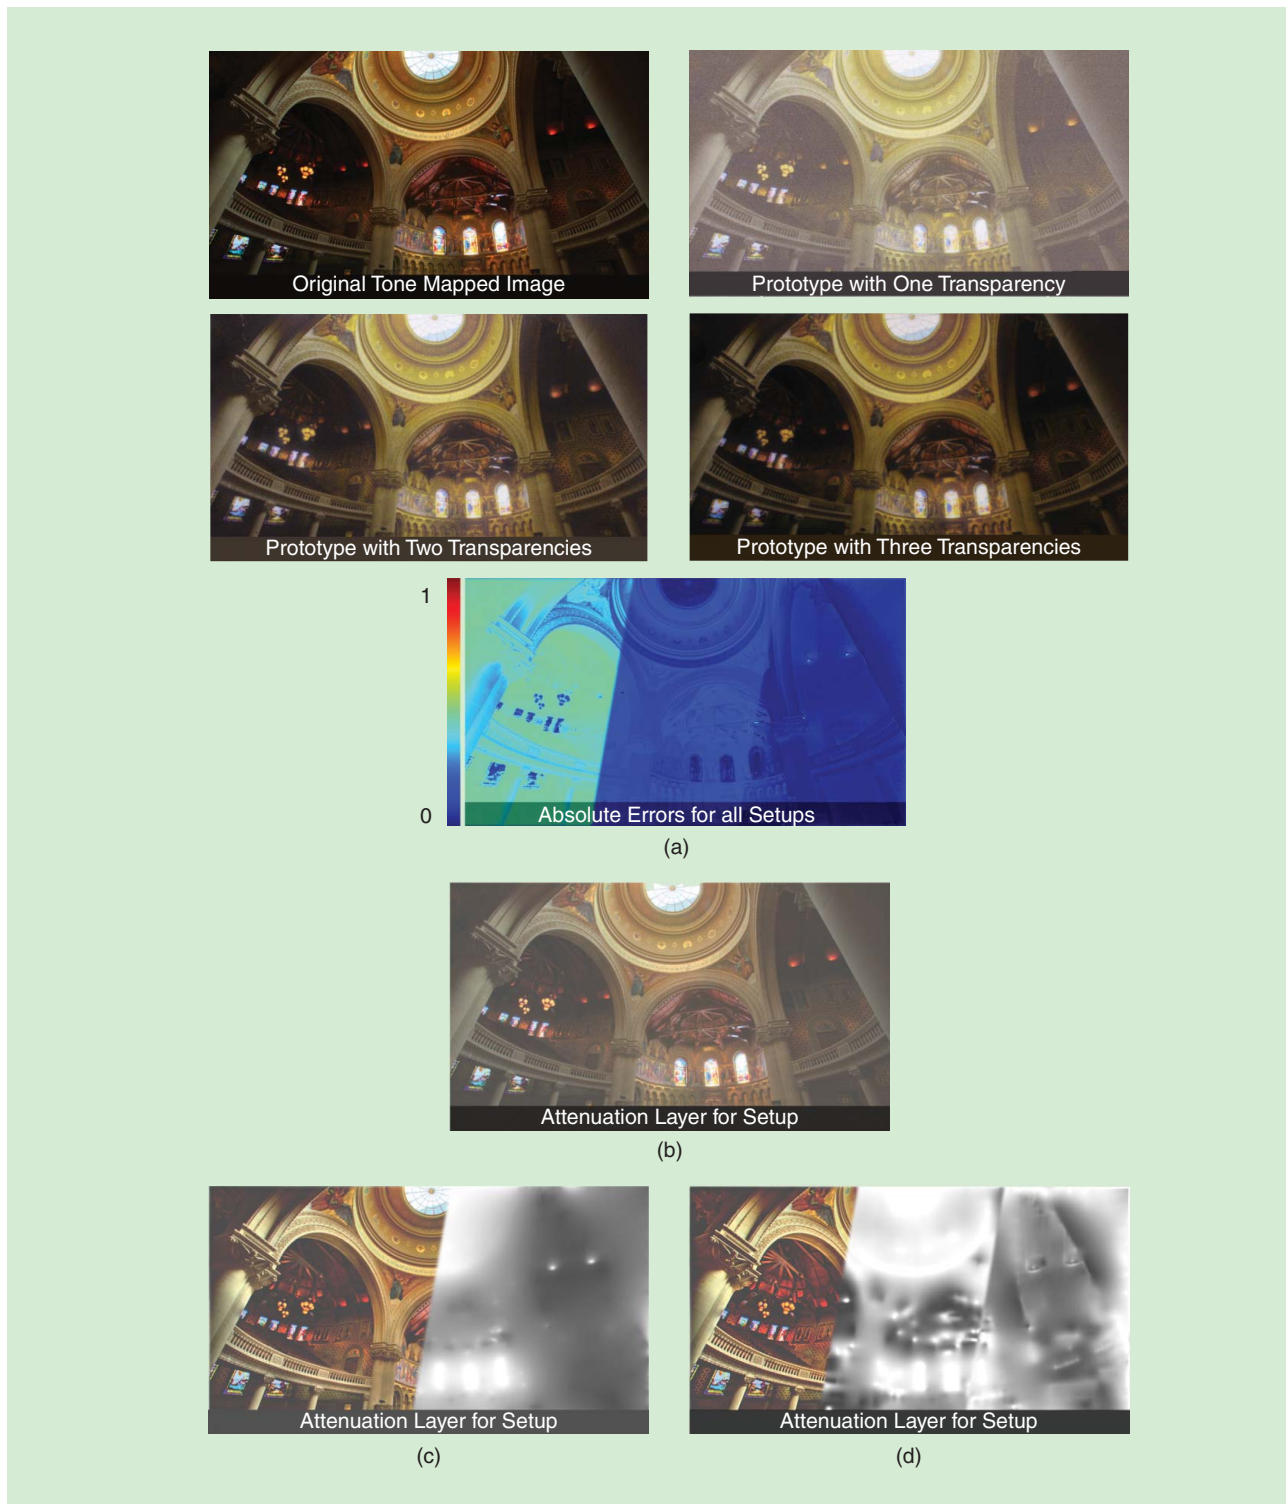 Original Tone Mapped Image
Prototype with One Transparency
Prototype with Two Transparencies
Prototype with Three Transparencies
1
0
Absolute Errors for all Setups
(a)
Attenuation Layer for Setup
(b)
Attenuation Layer for Setup
Attenuation Layer for Setup
(c)
(d)